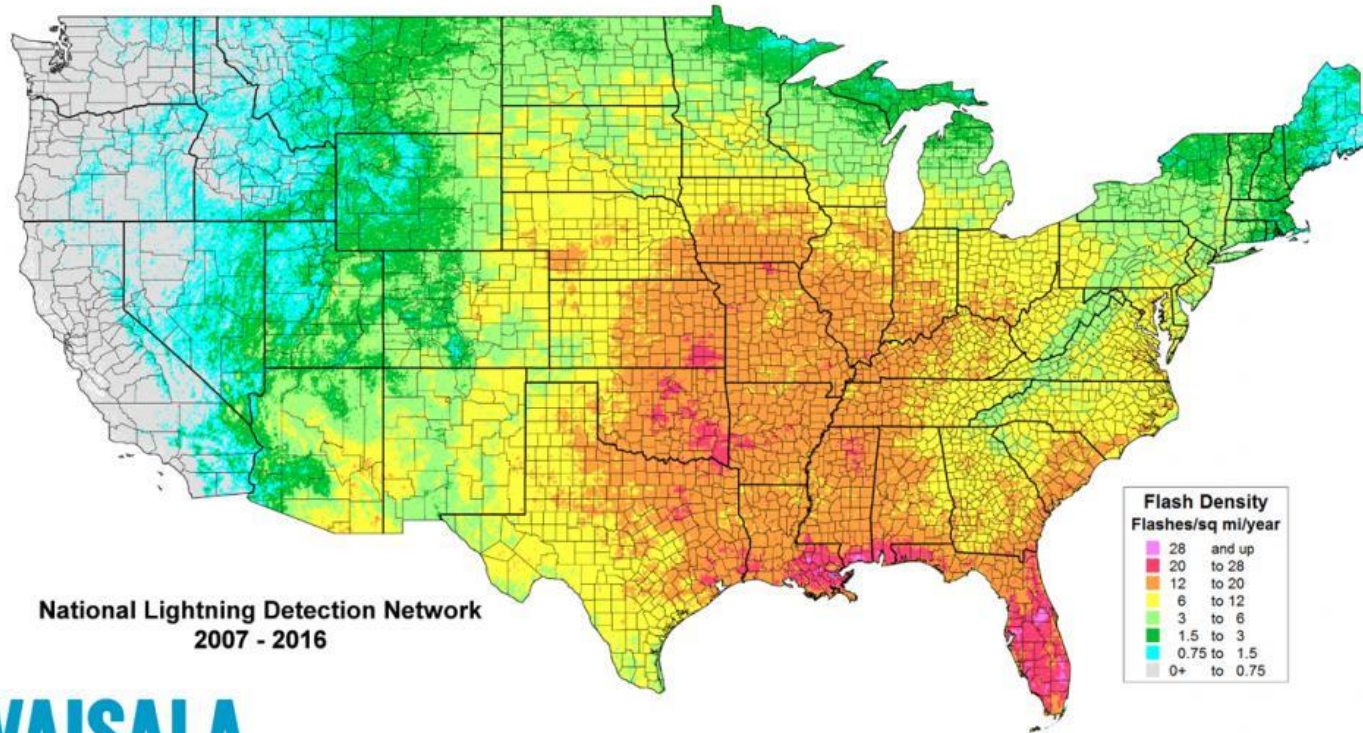 National Lightning Detection Network
2007 - 2016
Flash Density
Flashes/sq mi/year
28 and up
20 to 28
12 to 20
6 to 12
3 to 6
1.5 to 3
0.75 to 1.5
0+ to 0.75
VAISALA